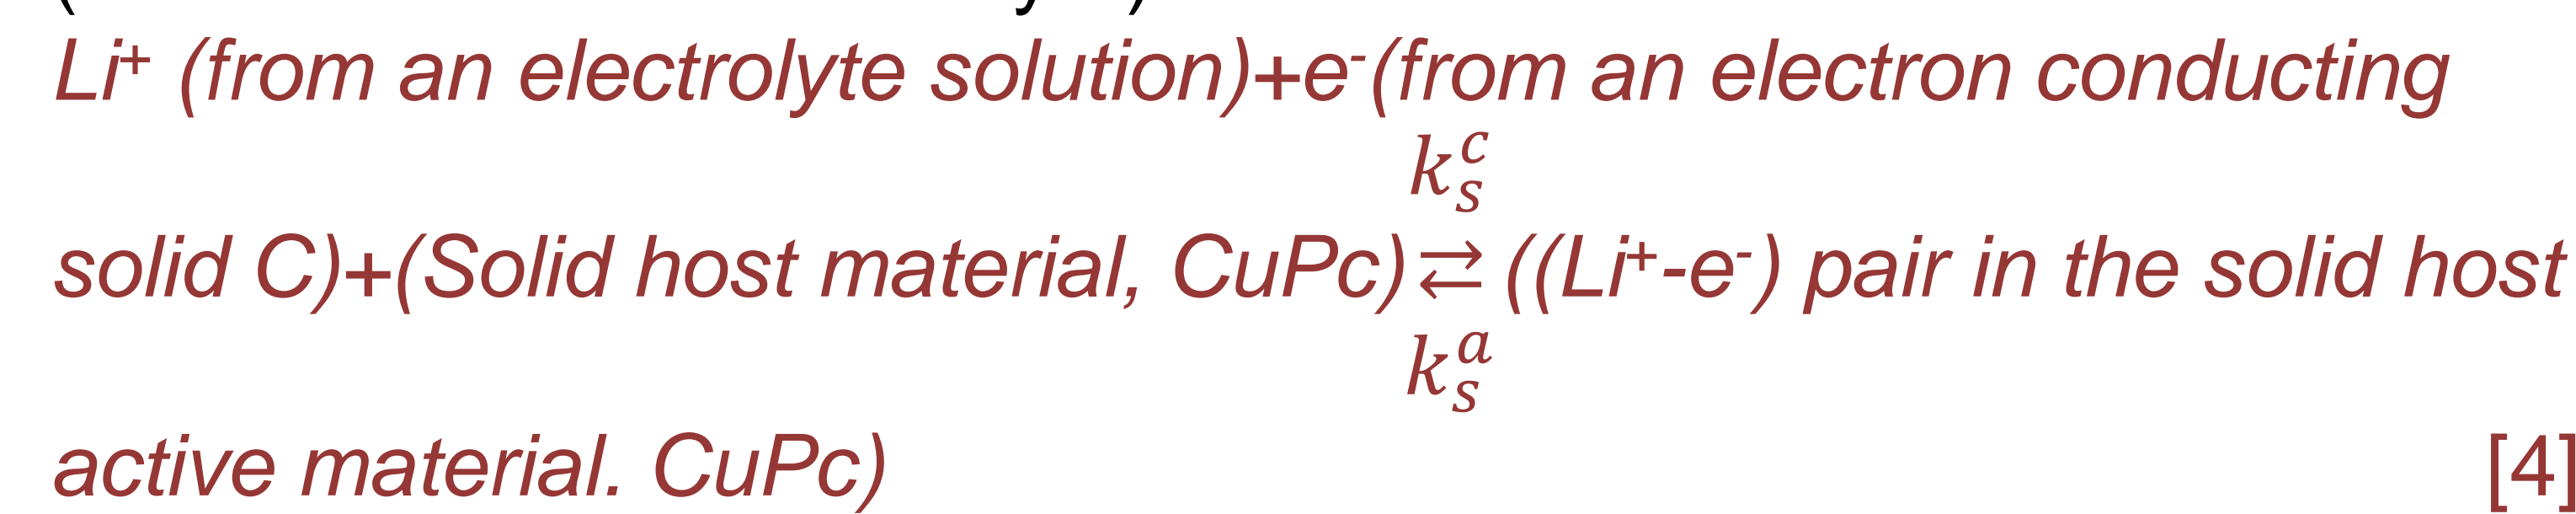 Li⁺ (from an electrolyte solution)+e⁻(from an electron conducting
k_s^c
solid C)+(Solid host material, CuPc)⇄ ((Li⁺-e⁻) pair in the solid host
k_s^a
active material. CuPc) [4]